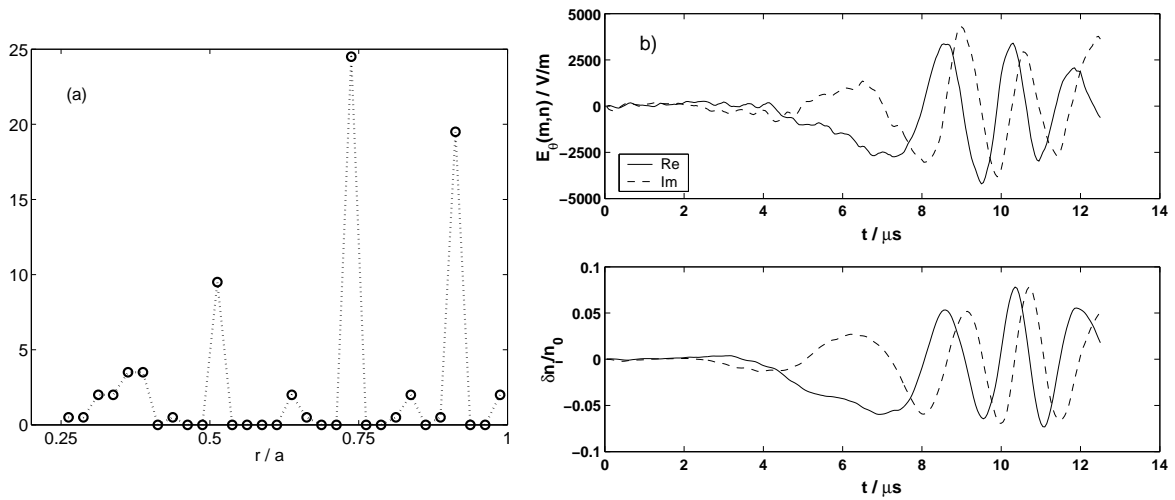 (a)
25
20
15
10
5
0
0.25 0.5 0.75 1
r / a
b)
E_θ(m,n) / V/m
5000
2500
0
−2500
−5000
Re
Im
0 2 4 6 8 10 12 14
t / μs
δn_i/n_0
0.1
0.05
0
−0.05
−0.1
0 2 4 6 8 10 12 14
t / μs